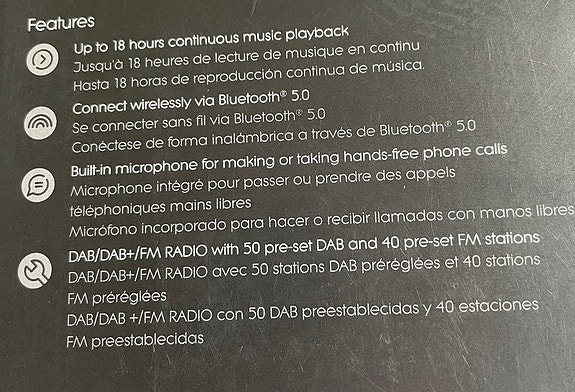 Features
Up to 18 hours continuous music playback
Jusqu'à 18 heures de lecture de musique en continu
Hasta 18 horas de reproducción continua de música.
Connect wirelessly via Bluetooth® 5.0
Se connecter sans fil via Bluetooth® 5.0
Conéctese de forma inalámbrica a través de Bluetooth® 5.0
Built-in microphone for making or taking hands-free phone calls
Microphone intégré pour passer ou prendre des appels
téléphoniques mains libres
Micrófono incorporado para hacer o recibir llamadas con manos libres
DAB/DAB+/FM RADIO with 50 pre-set DAB and 40 pre-set FM stations
DAB/DAB+/FM RADIO avec 50 stations DAB préréglées et 40 stations
FM préréglées
DAB/DAB +/FM RADIO con 50 DAB preestablecidas y 40 estaciones
FM preestablecidas